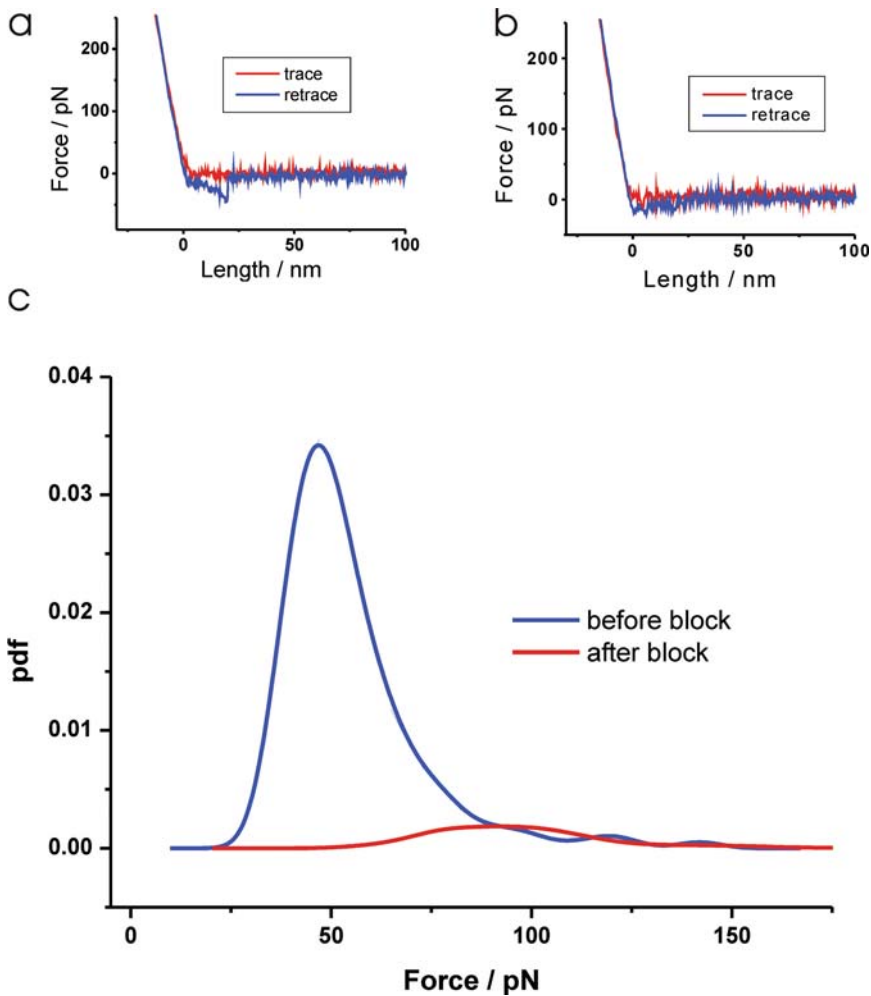 a
200
100
0
Force / pN
trace
retrace
0 50 100
Length / nm
b
200
100
0
Force / pN
trace
retrace
0 50 100
Length / nm
c
0.04
0.03
0.02
0.01
0.00
pdf
before block
after block
0 50 100 150
Force / pN